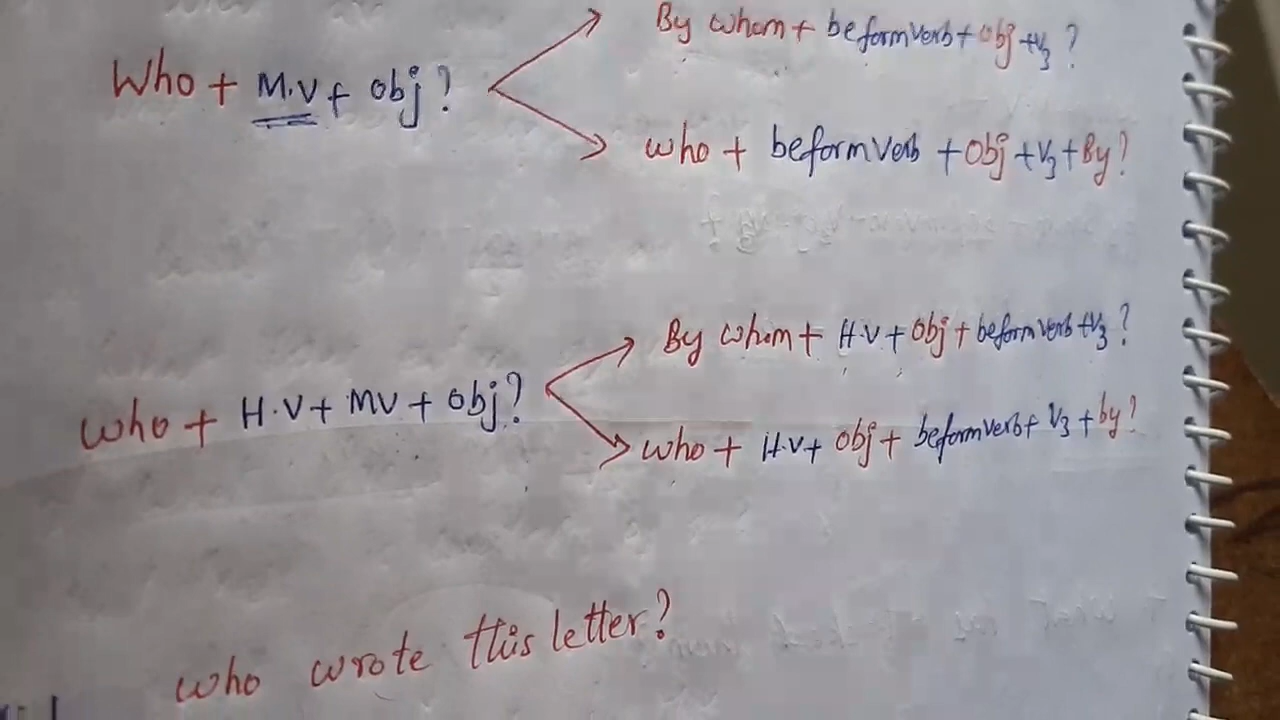 By whom + beformverb + obj + V3 ?
Who + M.V + obj ?
who + beformverb + Obj + V3 + By ?
By whom + H.V + Obj + beformverb + V3 ?
who + H.V + MV + Obj ?
who + H.V + Obj + beformverb + V3 + by ?
who wrote this letter ?